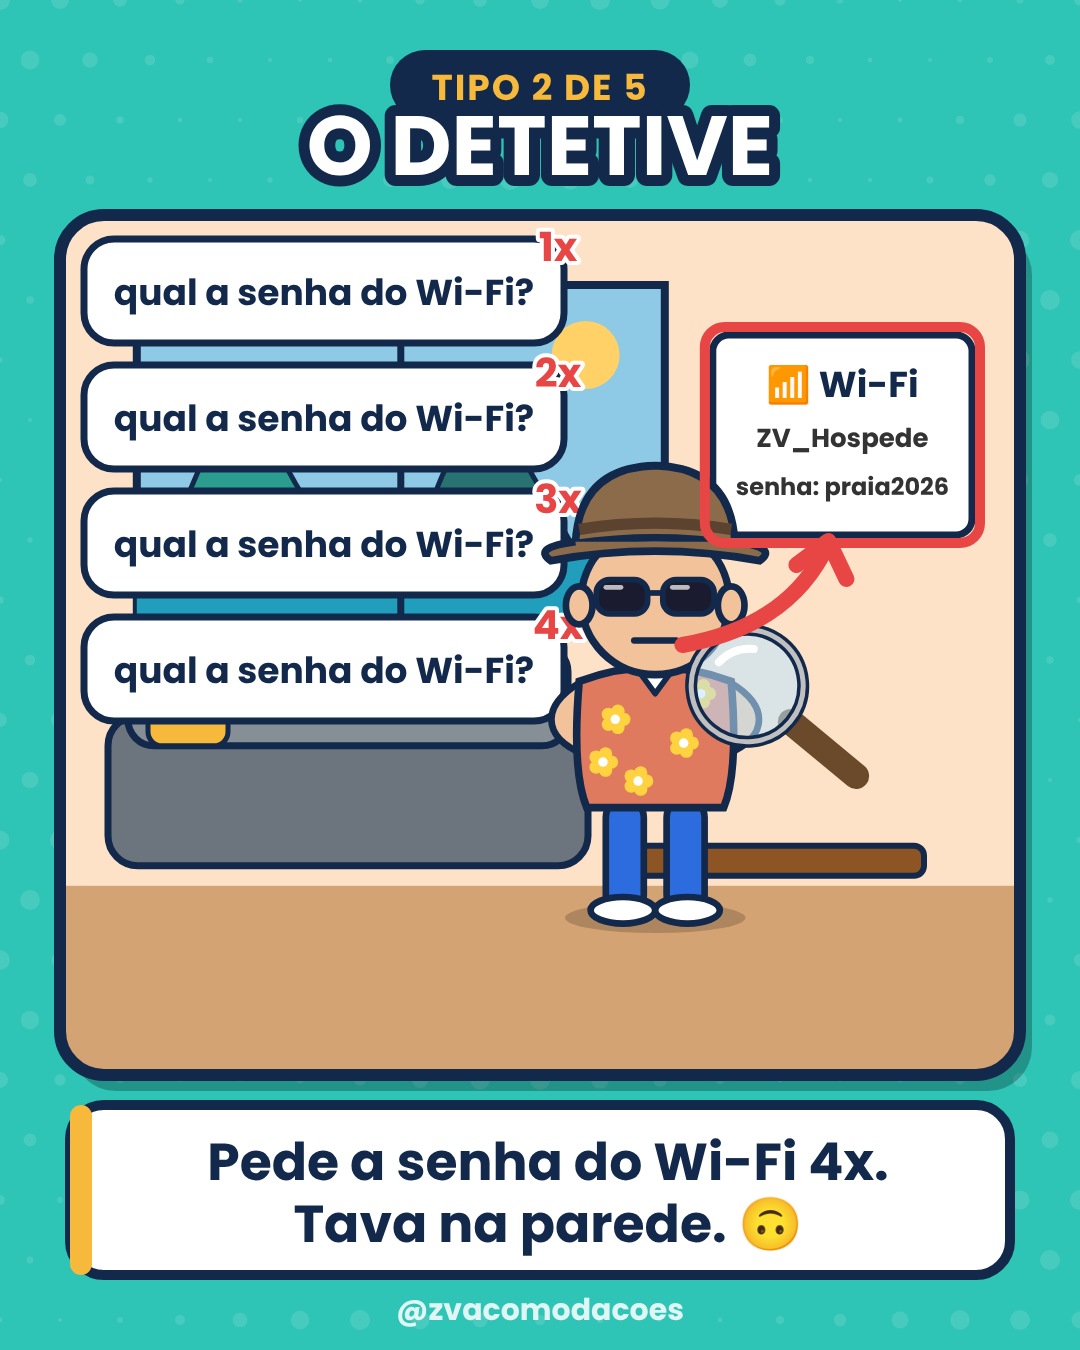 TIPO 2 DE 5
O DETETIVE
1x
qual a senha do Wi-Fi?
2x
qual a senha do Wi-Fi?
3x
qual a senha do Wi-Fi?
4x
qual a senha do Wi-Fi?
📶 Wi-Fi
ZV_Hospede
senha: praia2026
Pede a senha do Wi-Fi 4x.
Tava na parede. 🙃
@zvacomodacoes